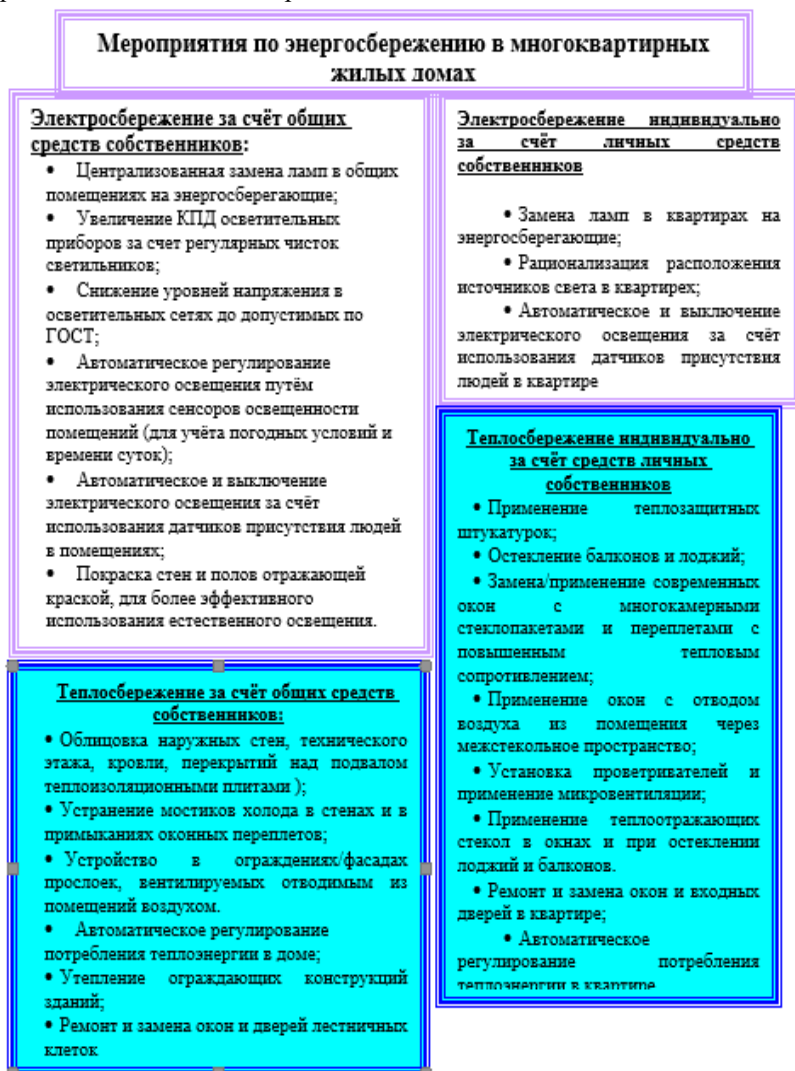 Мероприятия по энергосбережению в многоквартирных
жилых домах
Электросбережение за счёт общих
средств собственников:
• Централизованная замена ламп в общих
помещениях на энергосберегающие;
• Увеличение КПД осветительных
приборов за счет регулярных чисток
светильников;
• Снижение уровней напряжения в
осветительных сетях до допустимых по
ГОСТ;
• Автоматическое регулирование
электрического освещения путём
использования сенсоров освещенности
помещений (для учёта погодных условий и
времени суток);
• Автоматическое и выключение
электрического освещения за счёт
использования датчиков присутствия людей
в помещениях;
• Покраска стен и полов отражающей
краской, для более эффективного
использования естественного освещения.
Электросбережение индивидуально
за счёт личных средств
собственников
• Замена ламп в квартирах на
энергосберегающие;
• Рационализация расположения
источников света в квартирех;
• Автоматическое и выключение
электрического освещения за счёт
использования датчиков присутствия
людей в квартире
Теплосбережение за счёт общих средств
собственников:
• Облицовка наружных стен, технического
этажа, кровли, перекрытий над подвалом
теплоизоляционными плитами );
• Устранение мостиков холода в стенах и в
примыканиях оконных переплетов;
• Устройство в ограждениях/фасадах
прослоек, вентилируемых отводимым из
помещений воздухом.
• Автоматическое регулирование
потребления теплоэнергии в доме;
• Утепление ограждающих конструкций
зданий;
• Ремонт и замена окон и дверей лестничных
клеток
Теплосбережение индивидуально
за счёт средств личных
собственников
• Применение теплозащитных
штукатурок;
• Остекление балконов и лоджий;
• Замена/применение современных
окон с многокамерными
стеклопакетами и переплетами с
повышенным тепловым
сопротивлением;
• Применение окон с отводом
воздуха из помещения через
межстекольное пространство;
• Установка проветривателей и
применение микровентиляции;
• Применение теплоотражающих
стекол в окнах и при остеклении
лоджий и балконов.
• Ремонт и замена окон и входных
дверей в квартире;
• Автоматическое
регулирование потребления
теплоэнергии в квартире